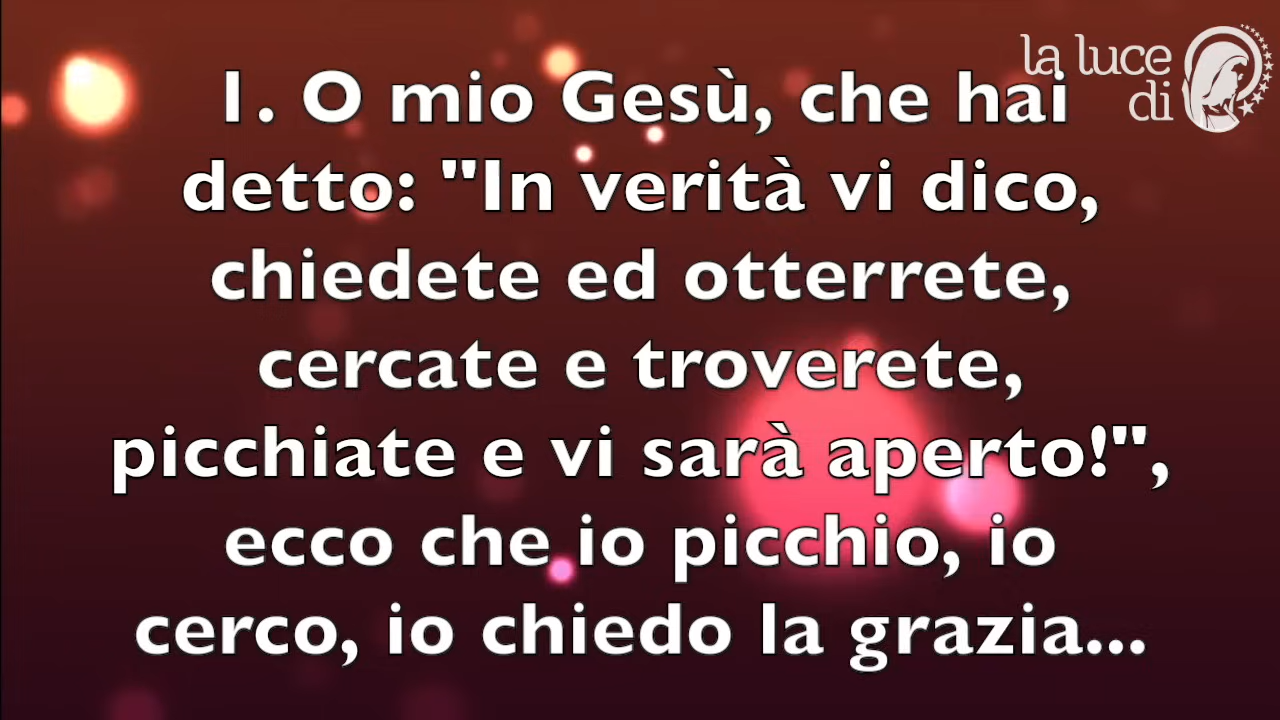 la luce
di
1. O mio Gesù, che hai
detto: "In verità vi dico,
chiedete ed otterrete,
cercate e troverete,
picchiate e vi sarà aperto!",
ecco che io picchio, io
cerco, io chiedo la grazia...